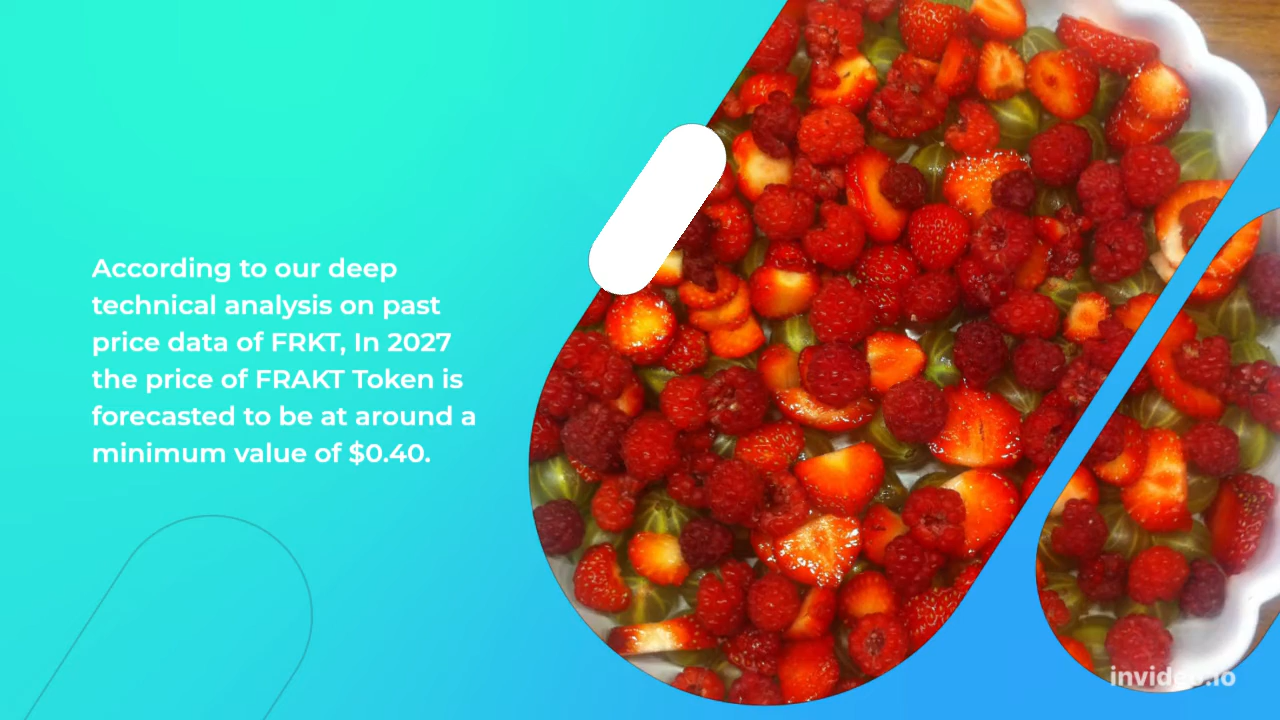 According to our deep
technical analysis on past
price data of FRKT, In 2027
the price of FRAKT Token is
forecasted to be at around a
minimum value of $0.40.
invideo.io